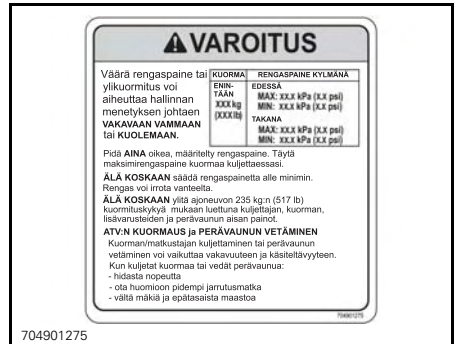 VAROITUS
Väärä rengaspaine tai
ylikuormitus voi
aiheuttaa hallinnan
menetyksen johtaen
VAKAVAAN VAMMAAN
tai KUOLEMAAN.
KUORMA
ENIN-
TÄÄN
XXX kg
(XXX lb)
RENGASPAINE KYLMÄNÄ
EDESSÄ
MAX: XX.X kPa (X.X psi)
MIN: XX.X kPa (X.X psi)
TAKANA
MAX: XX.X kPa (X.X psi)
MIN: XX.X kPa (X.X psi)
Pidä AINA oikea, määritelty rengaspaine. Täytä
maksimirengaspaine kuormaa kuljettaessasi.
ÄLÄ KOSKAAN säädä rengaspainetta alle minimin.
Rengas voi irrota vanteelta.
ÄLÄ KOSKAAN ylitä ajoneuvon 235 kg:n (517 lb)
kuormituskykyä mukaan luettuna kuljettajan, kuorman,
lisävarusteiden ja perävaunun aisan painot.
ATV:N KUORMAUS ja PERÄVAUNUN VETÄMINEN
Kuorman/matkustajan kuljettaminen tai perävaunun
vetäminen voi vaikuttaa vakavuuteen ja käsiteltävyyteen.
Kun kuljetat kuormaa tai vedät perävaunua:
- hidasta nopeutta
- ota huomioon pidempi jarrutusmatka
- vältä mäkiä ja epätasaista maastoa
704901275
704901275